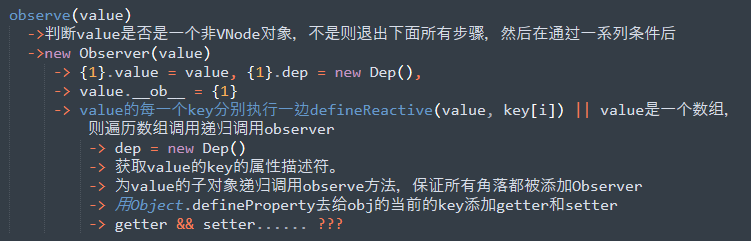 observe(value)
->判断value是否是一个非VNode对象, 不是则退出下面所有步骤, 然后在通过一系列条件后
->new Observer(value)
-> {1}.value = value, {1}.dep = new Dep(),
-> value.__ob__ = {1}
-> value的每一个key分别执行一边defineReactive(value, key[i]) || value是一个数组,
则遍历数组调用递归调用observer
-> dep = new Dep()
-> 获取value的key的属性描述符。
-> 为value的子对象递归调用observe方法, 保证所有角落都被添加Observer
-> 用Object.defineProperty去给obj的当前的key添加getter和setter
-> getter && setter...... ???